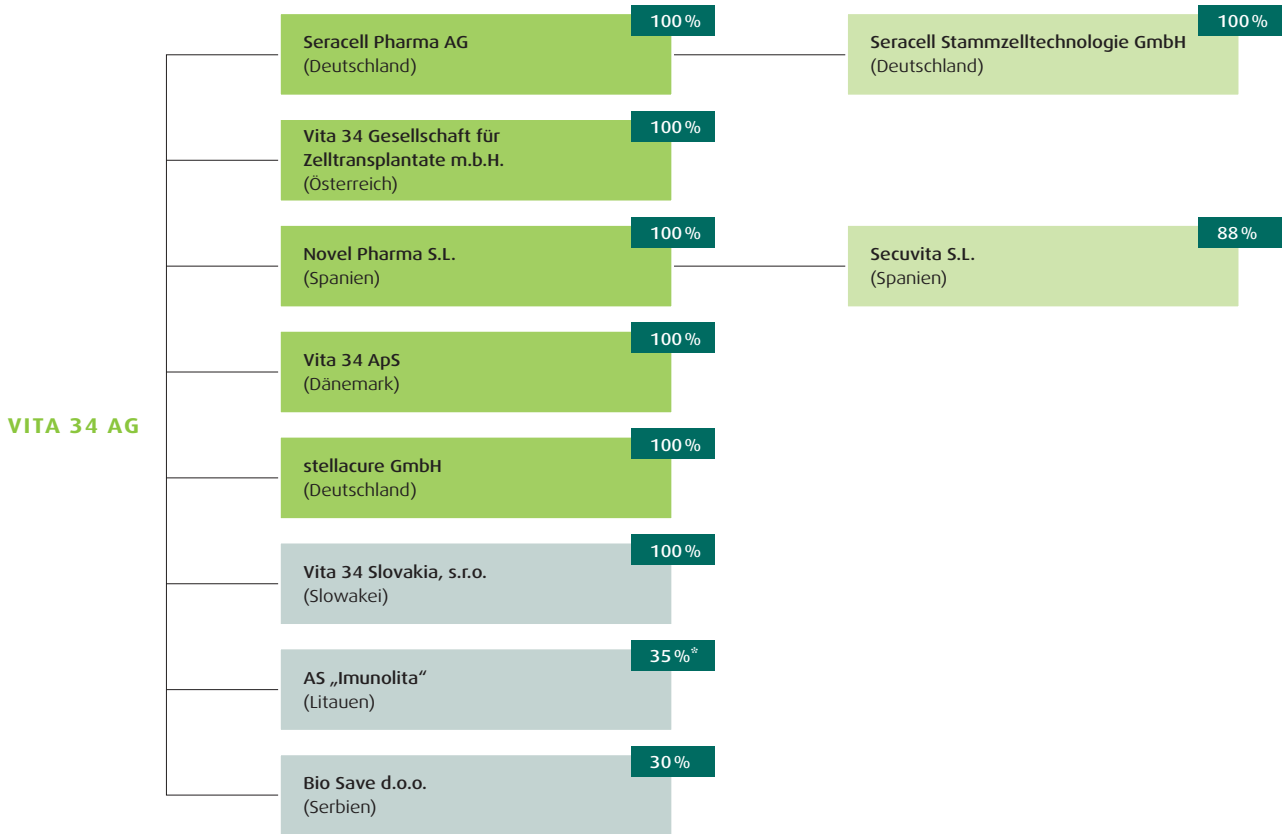 100 %
Seracell Pharma AG
(Deutschland)
100 %
Seracell Stammzelltechnologie GmbH
(Deutschland)
100 %
Vita 34 Gesellschaft für
Zelltransplantate m.b.H.
(Österreich)
100 %
Novel Pharma S.L.
(Spanien)
88 %
Secuvita S.L.
(Spanien)
100 %
Vita 34 ApS
(Dänemark)
VITA 34 AG
100 %
stellacure GmbH
(Deutschland)
100 %
Vita 34 Slovakia, s.r.o.
(Slowakei)
35 %*
AS „Imunolita“
(Litauen)
30 %
Bio Save d.o.o.
(Serbien)